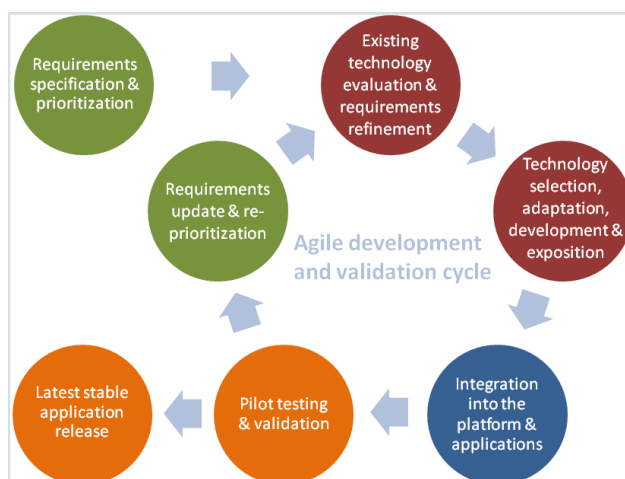 Requirements
specification &
prioritization
Existing
technology
evaluation &
requirements
refinement
Technology
selection,
adaptation,
development &
exposition
Requirements
update & re-
prioritization
Agile development
and validation cycle
Integration
into the
platform &
applications
Pilot testing
& validation
Latest stable
application
release